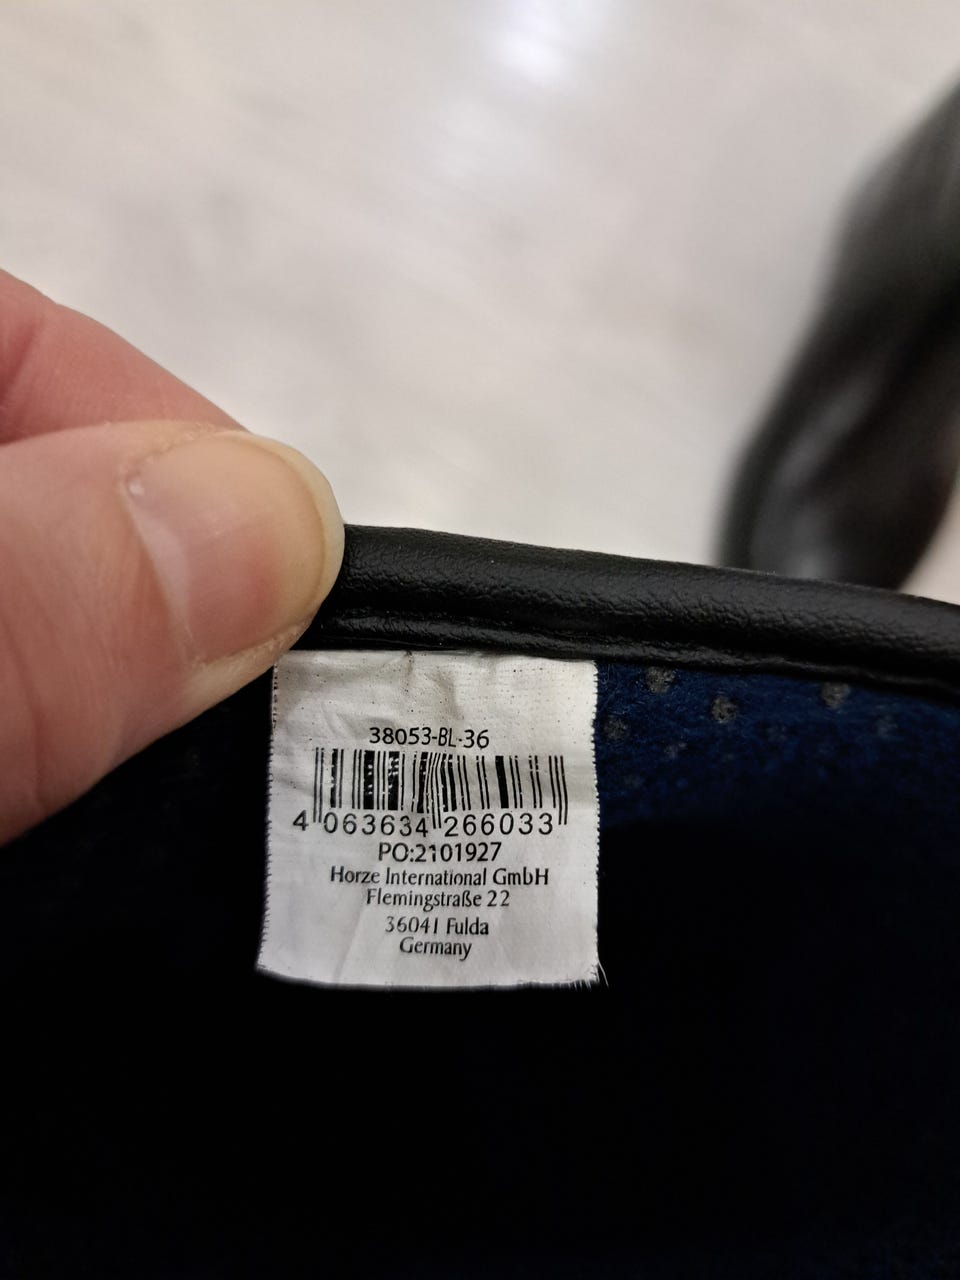 38053-BL-36
4 063634 266033
PO:2101927
Horze International GmbH
Flemingstraße 22
36041 Fulda
Germany